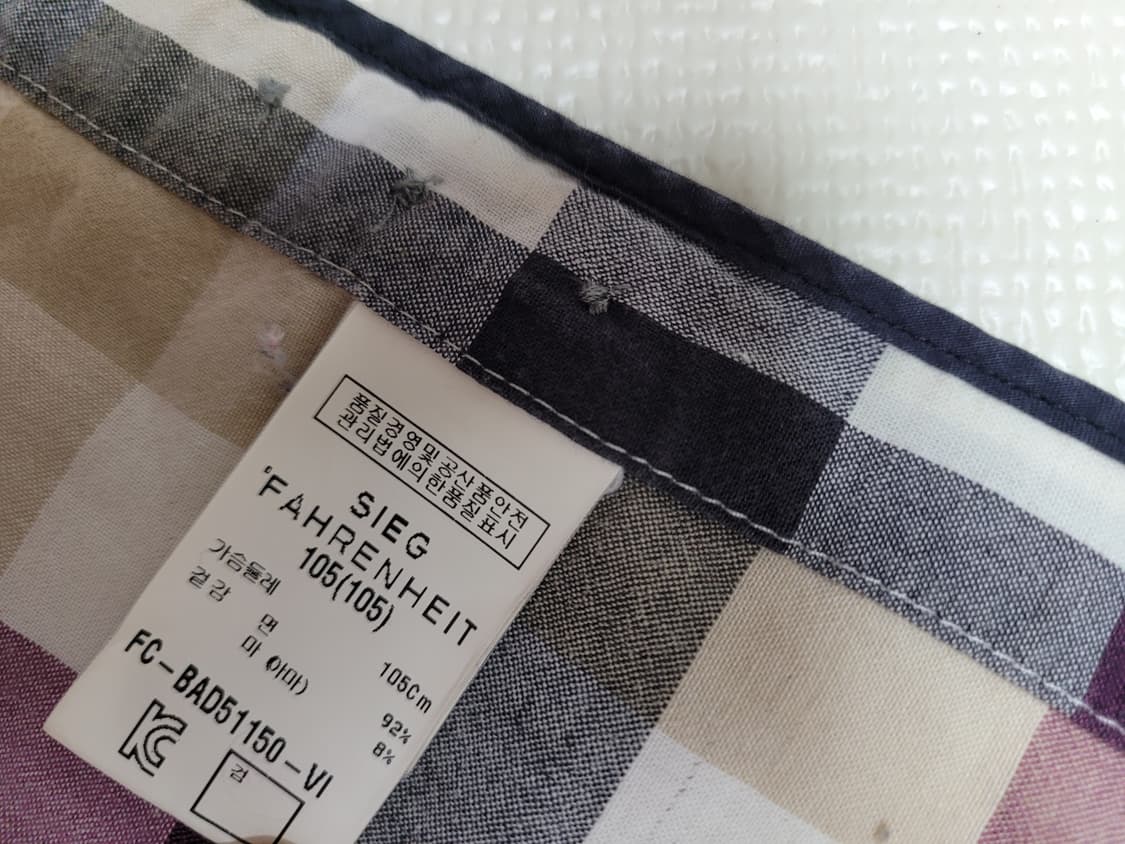 품질경영및공산품안전
관리법에의한품질표시
SIEG
FAHRENHEIT
105(105)
가슴둘레 105Cm
겉감 면 92%
마 (아마) 8%
FC-BAD51150-VI
검